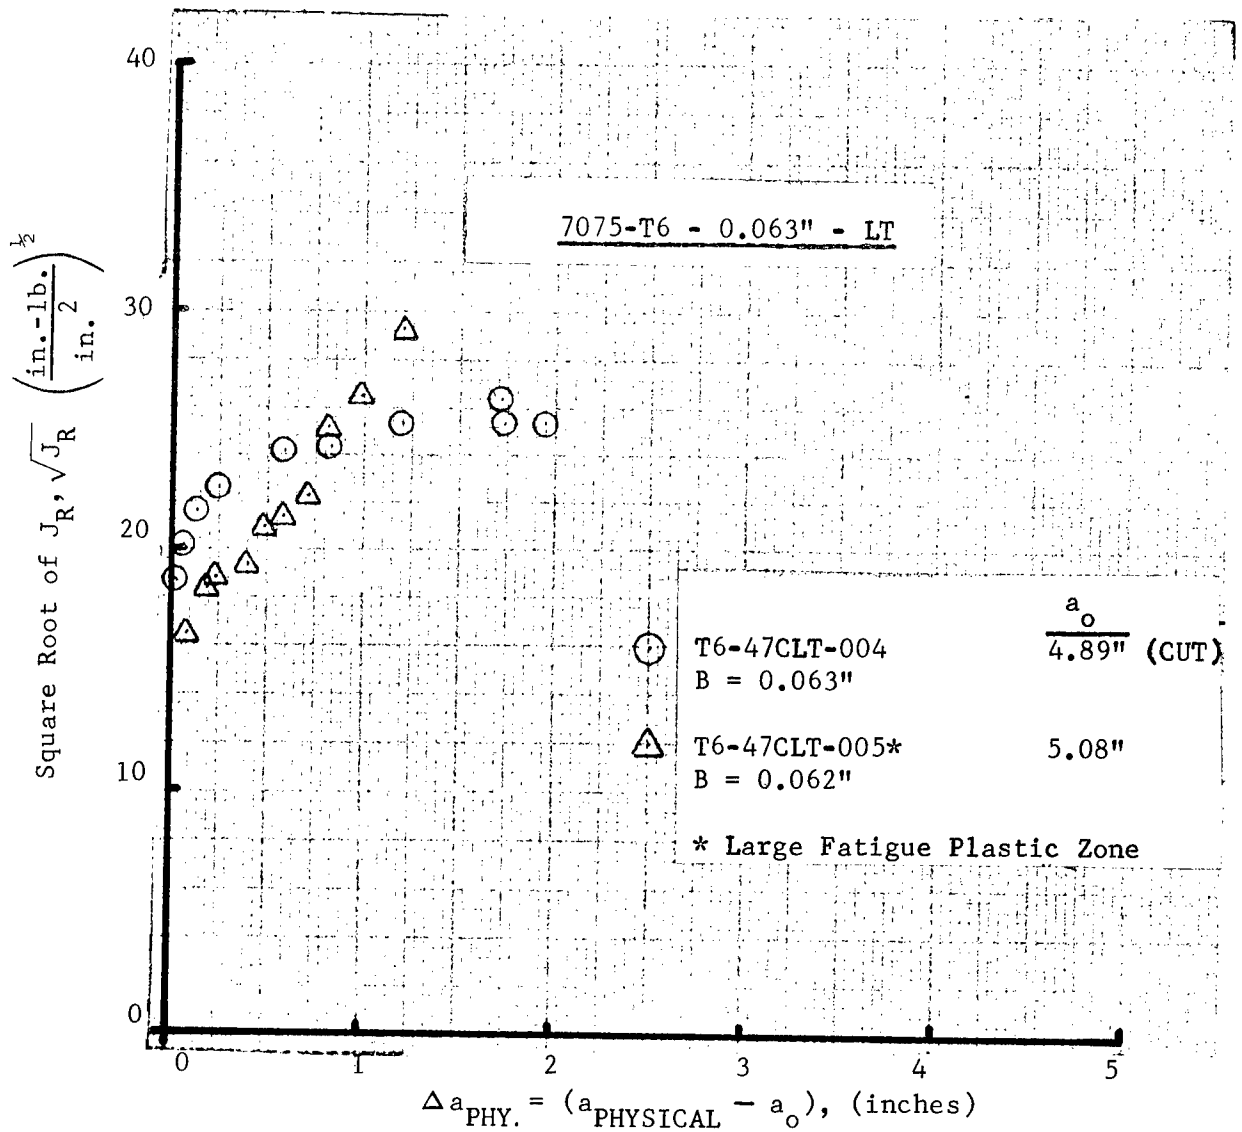 40
30
20
10
0
Square Root of J_R, √J_R (in.-lb./in.²)^½
7075-T6 - 0.063" - LT
a_o
T6-47CLT-004 4.89" (CUT)
B = 0.063"
T6-47CLT-005* 5.08"
B = 0.062"
* Large Fatigue Plastic Zone
0 1 2 3 4 5
Δa_PHY. = (a_PHYSICAL − a_o), (inches)